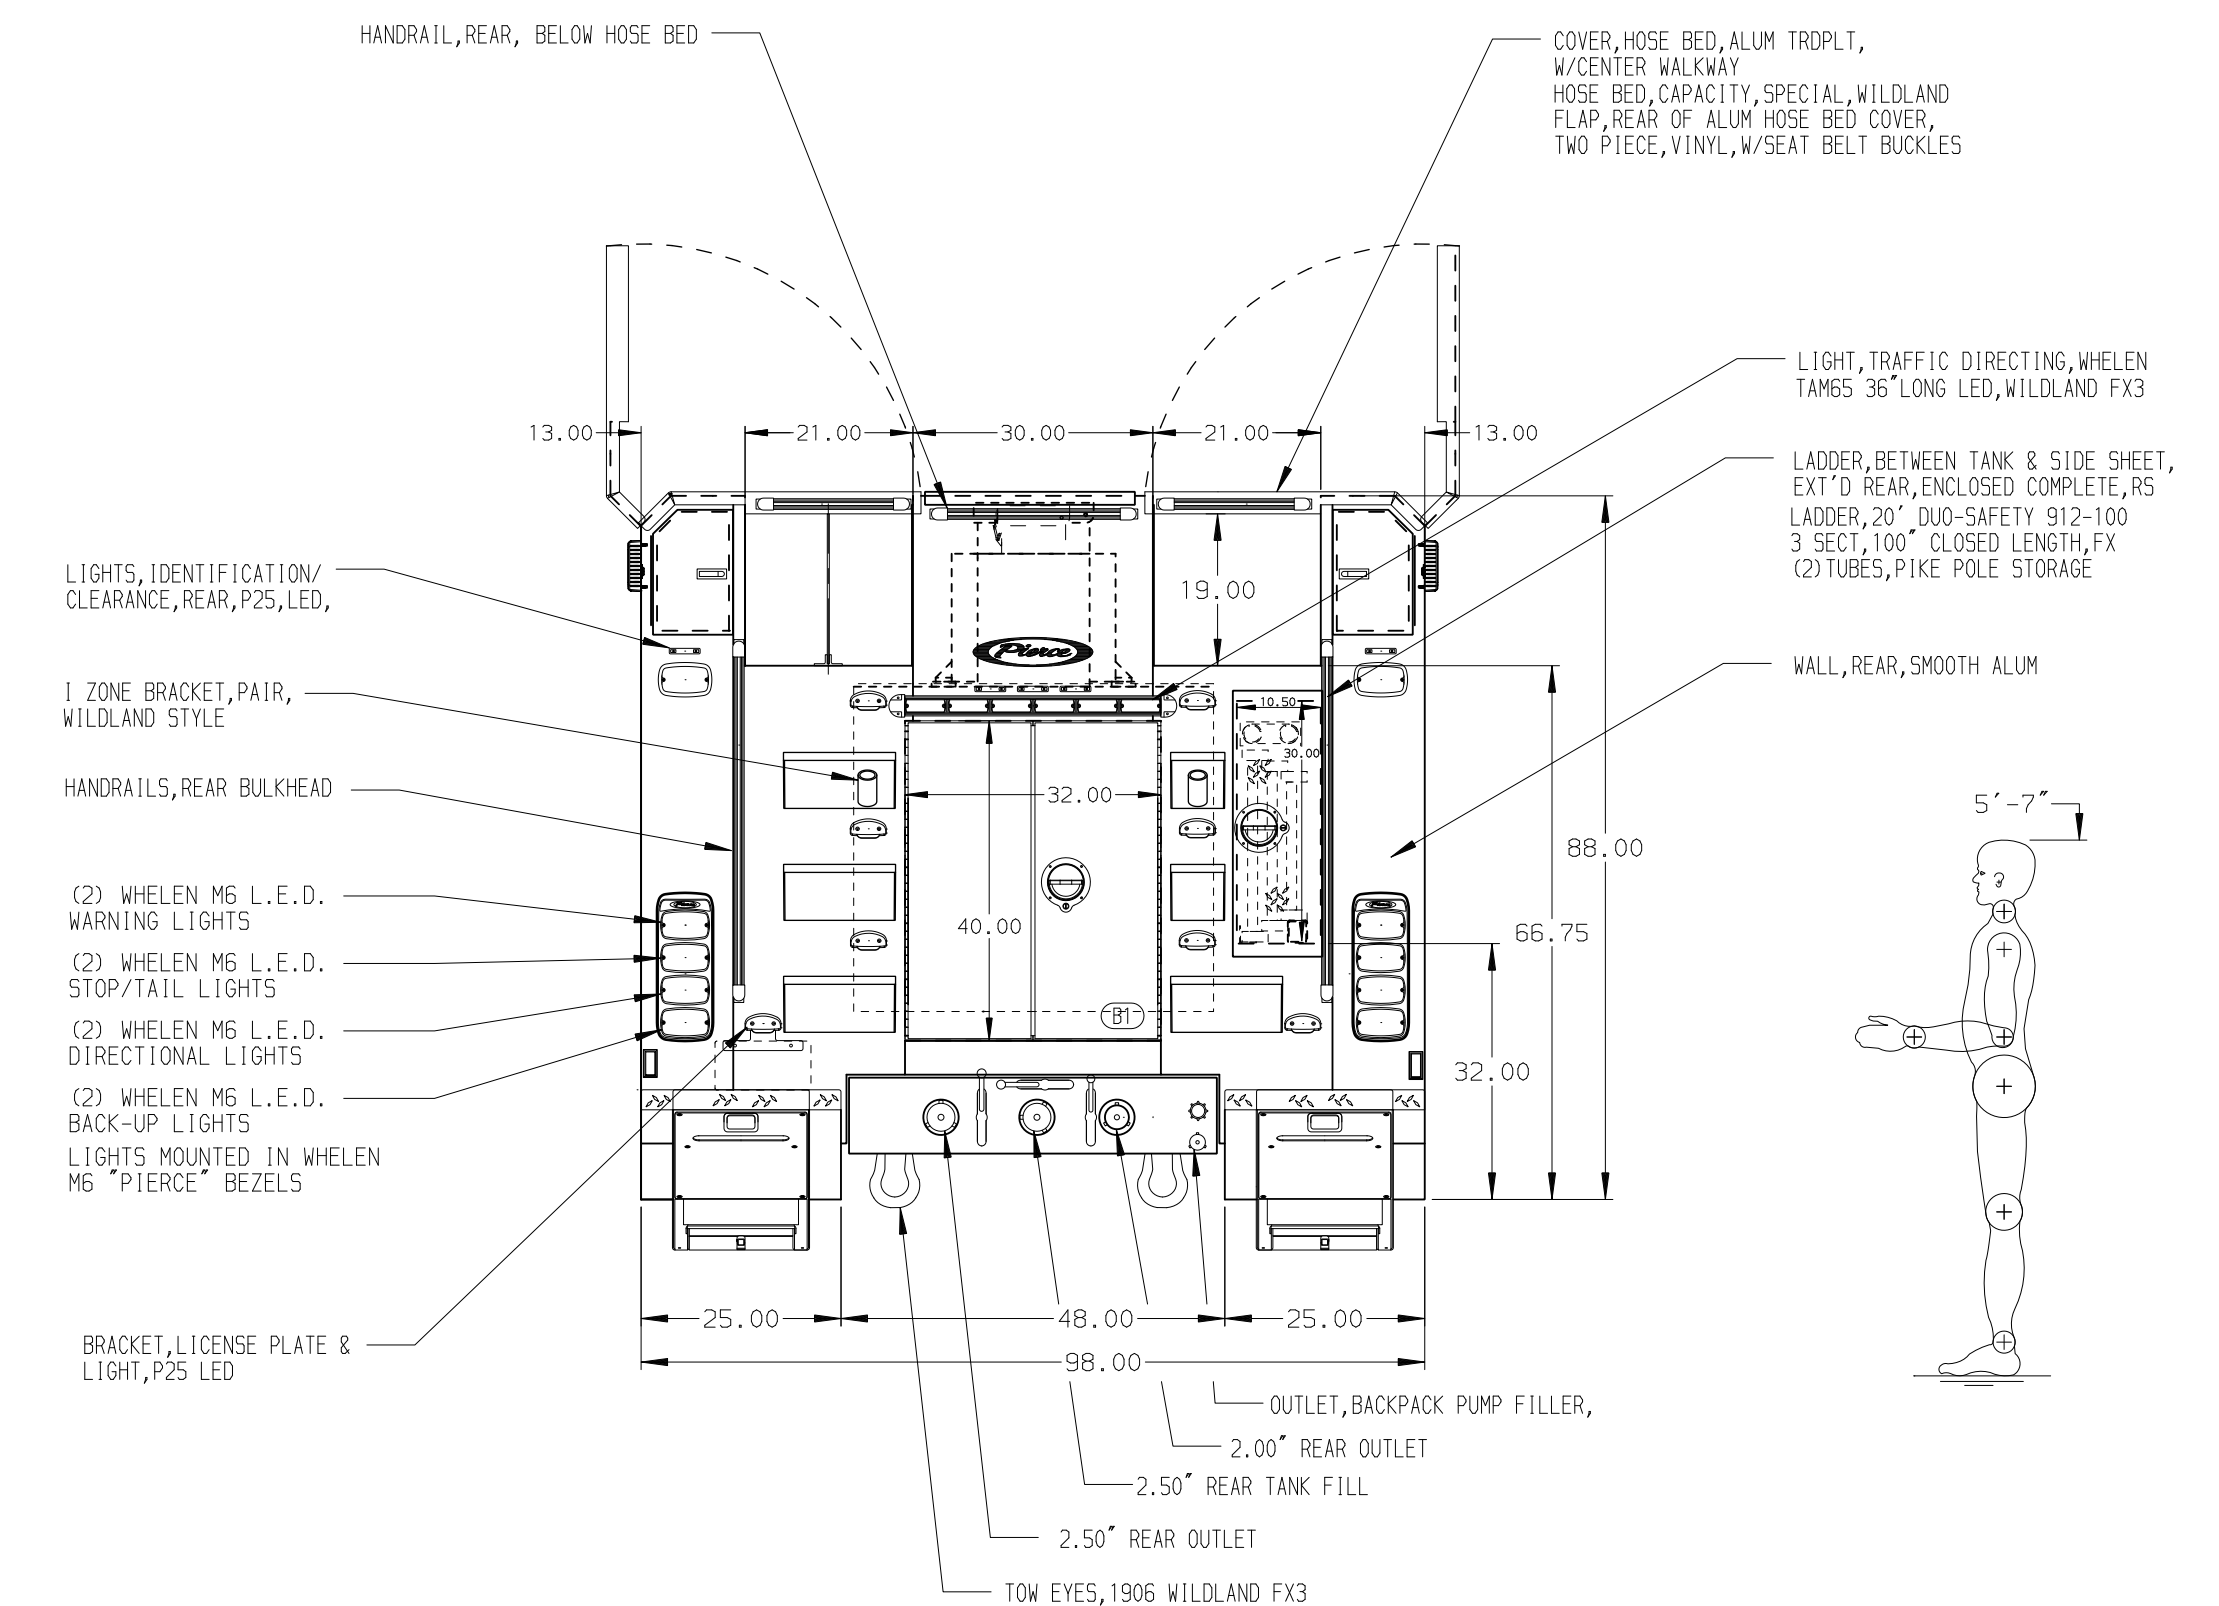 HANDRAIL,REAR, BELOW HOSE BED
COVER,HOSE BED,ALUM TRDPLT,
W/CENTER WALKWAY
HOSE BED,CAPACITY,SPECIAL,WILDLAND
FLAP,REAR OF ALUM HOSE BED COVER,
TWO PIECE,VINYL,W/SEAT BELT BUCKLES
LIGHT,TRAFFIC DIRECTING,WHELEN
TAM65 36"LONG LED,WILDLAND FX3
13.00
21.00
30.00
21.00
13.00
LADDER,BETWEEN TANK & SIDE SHEET,
EXT'D REAR,ENCLOSED COMPLETE,RS
LADDER,20' DUO-SAFETY 912-100
3 SECT,100" CLOSED LENGTH,FX
(2)TUBES,PIKE POLE STORAGE
LIGHTS,IDENTIFICATION/
CLEARANCE,REAR,P25,LED,
19.00
Pierce
WALL,REAR,SMOOTH ALUM
I ZONE BRACKET,PAIR,
WILDLAND STYLE
10.50
30.00
HANDRAILS,REAR BULKHEAD
32.00
5'-7"
88.00
(2) WHELEN M6 L.E.D.
WARNING LIGHTS
Pierce
Pierce
40.00
66.75
(2) WHELEN M6 L.E.D.
STOP/TAIL LIGHTS
(2) WHELEN M6 L.E.D.
DIRECTIONAL LIGHTS
B1
32.00
(2) WHELEN M6 L.E.D.
BACK-UP LIGHTS
LIGHTS MOUNTED IN WHELEN
M6 "PIERCE" BEZELS
25.00
48.00
25.00
BRACKET,LICENSE PLATE &
LIGHT,P25 LED
98.00
OUTLET,BACKPACK PUMP FILLER,
2.00" REAR OUTLET
2.50" REAR TANK FILL
2.50" REAR OUTLET
TOW EYES,1906 WILDLAND FX3